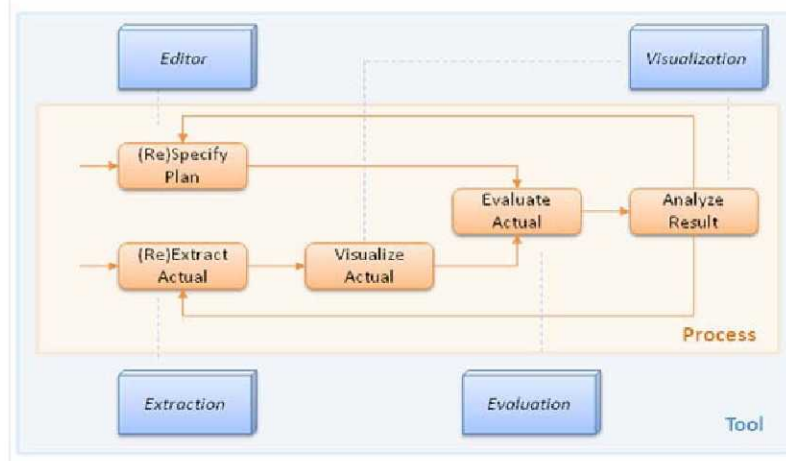 Editor
Visualization
(Re)Specify
Plan
Evaluate
Actual
Analyze
Result
(Re)Extract
Actual
Visualize
Actual
Process
Extraction
Evaluation
Tool